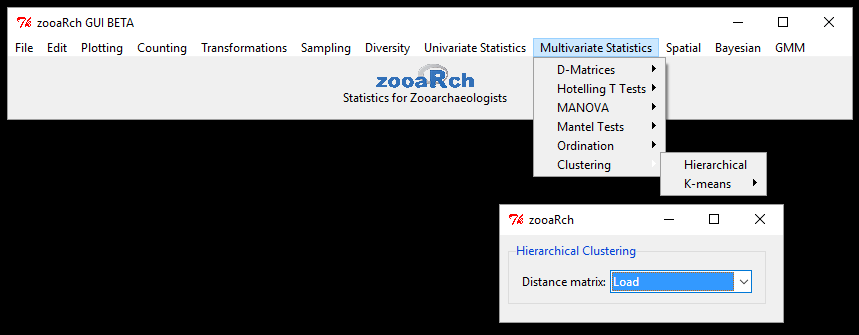 zooaRch GUI BETA
File Edit Plotting Counting Transformations Sampling Diversity Univariate Statistics Multivariate Statistics Spatial Bayesian GMM
zooaRch
Statistics for Zooarchaeologists
D-Matrices
Hotelling T Tests
MANOVA
Mantel Tests
Ordination
Clustering
Hierarchical
K-means
zooaRch
Hierarchical Clustering
Distance matrix: Load